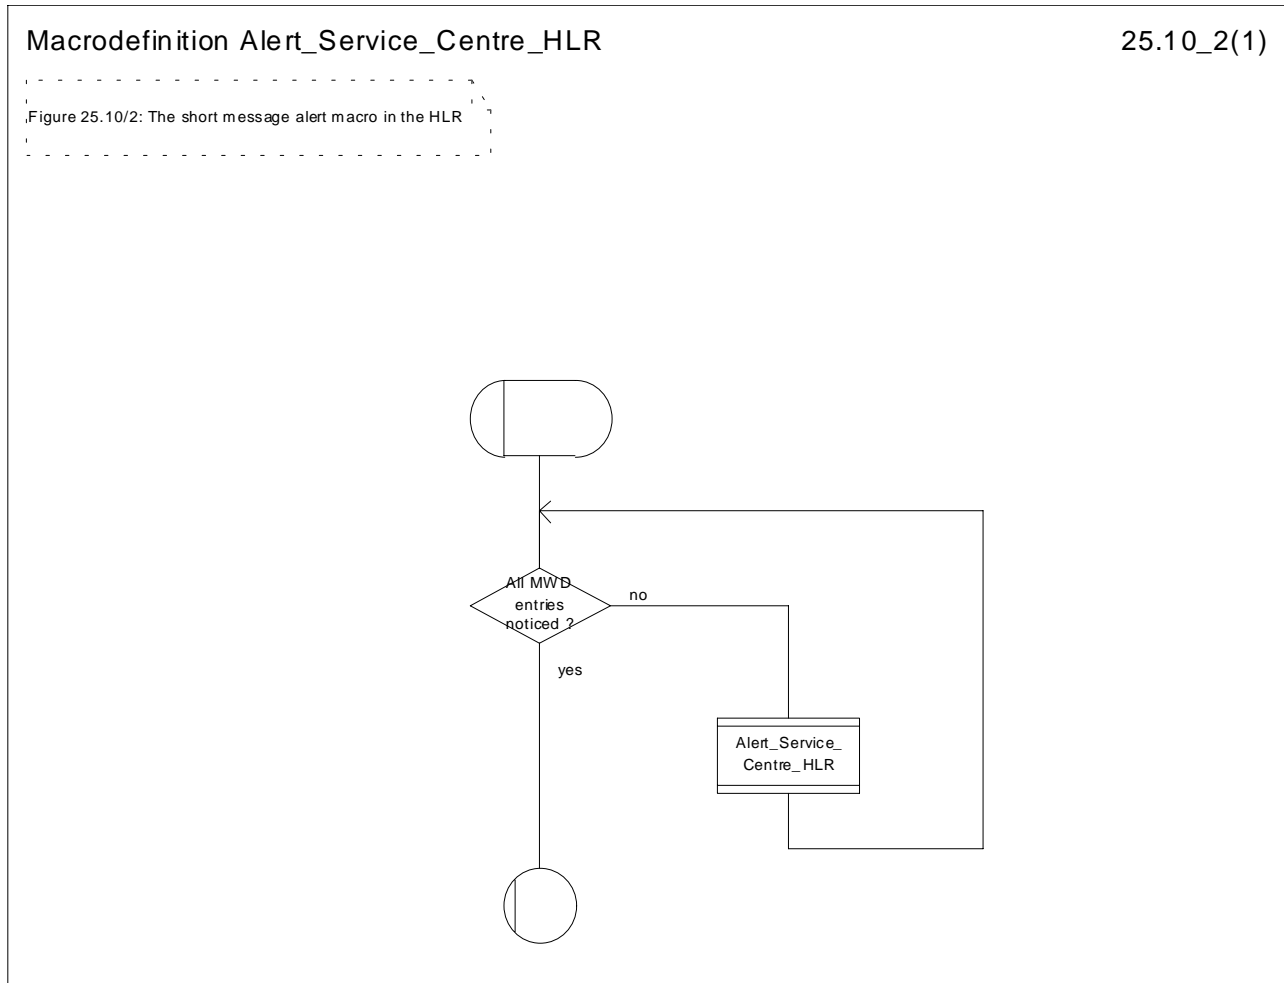 Macrodefinition Alert_Service_Centre_HLR
25.10_2(1)
Figure 25.10/2: The short message alert macro in the HLR
All MWD
entries
noticed ?
no
yes
Alert_Service_
Centre_HLR